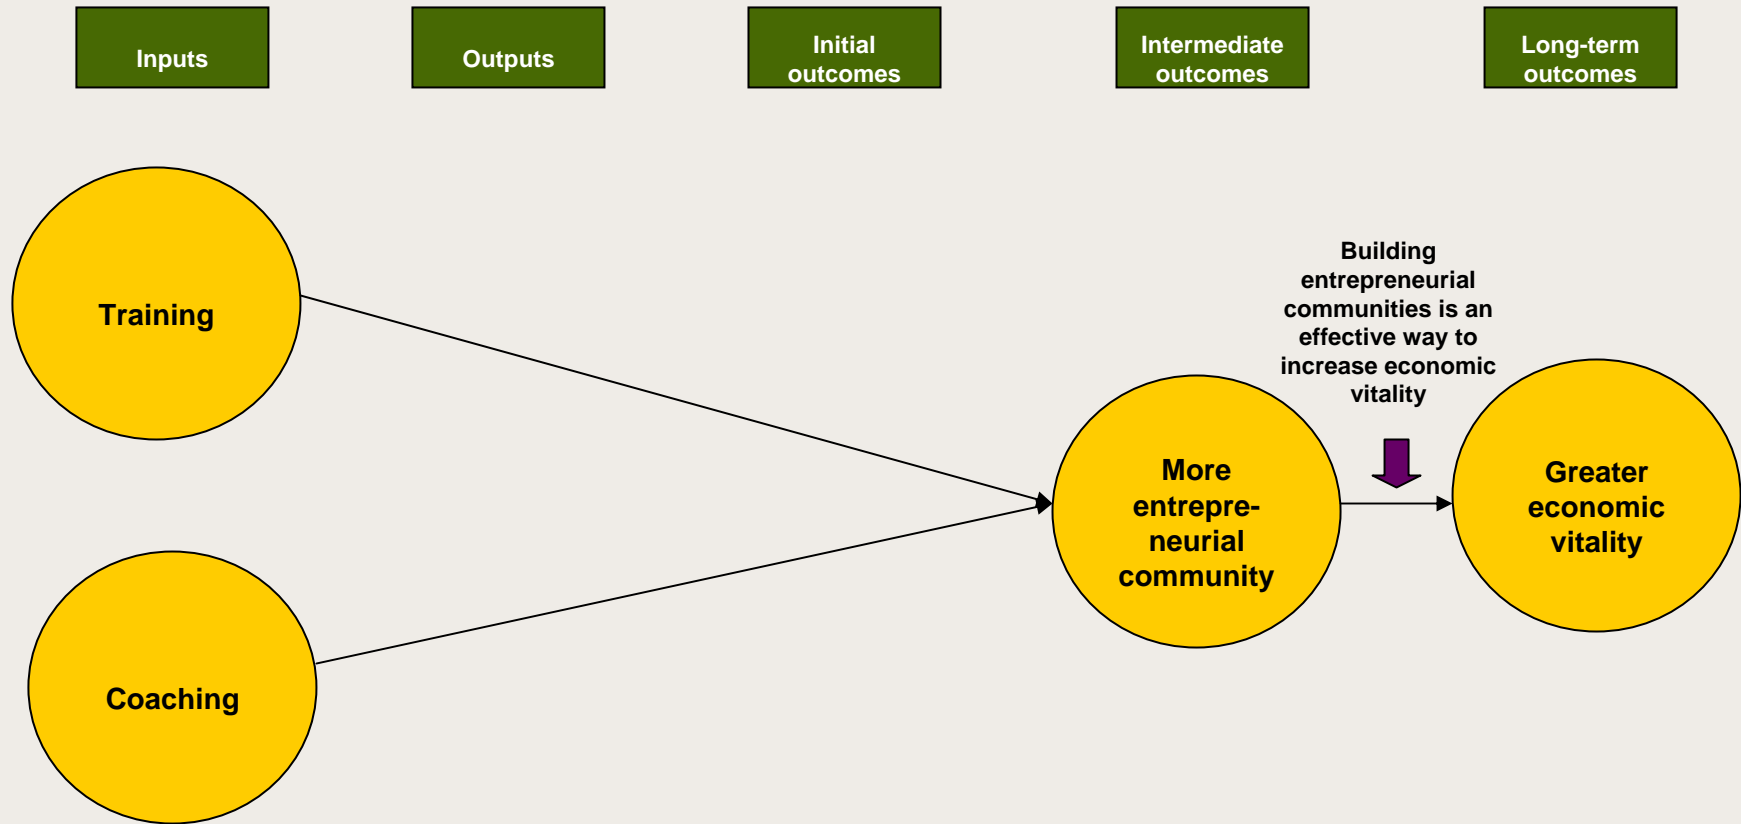 Inputs
Outputs
Initial
outcomes
Intermediate
outcomes
Long-term
outcomes
Training
Coaching
More
entrepre-
neurial
community
Building
entrepreneurial
communities is an
effective way to
increase economic
vitality
Greater
economic
vitality